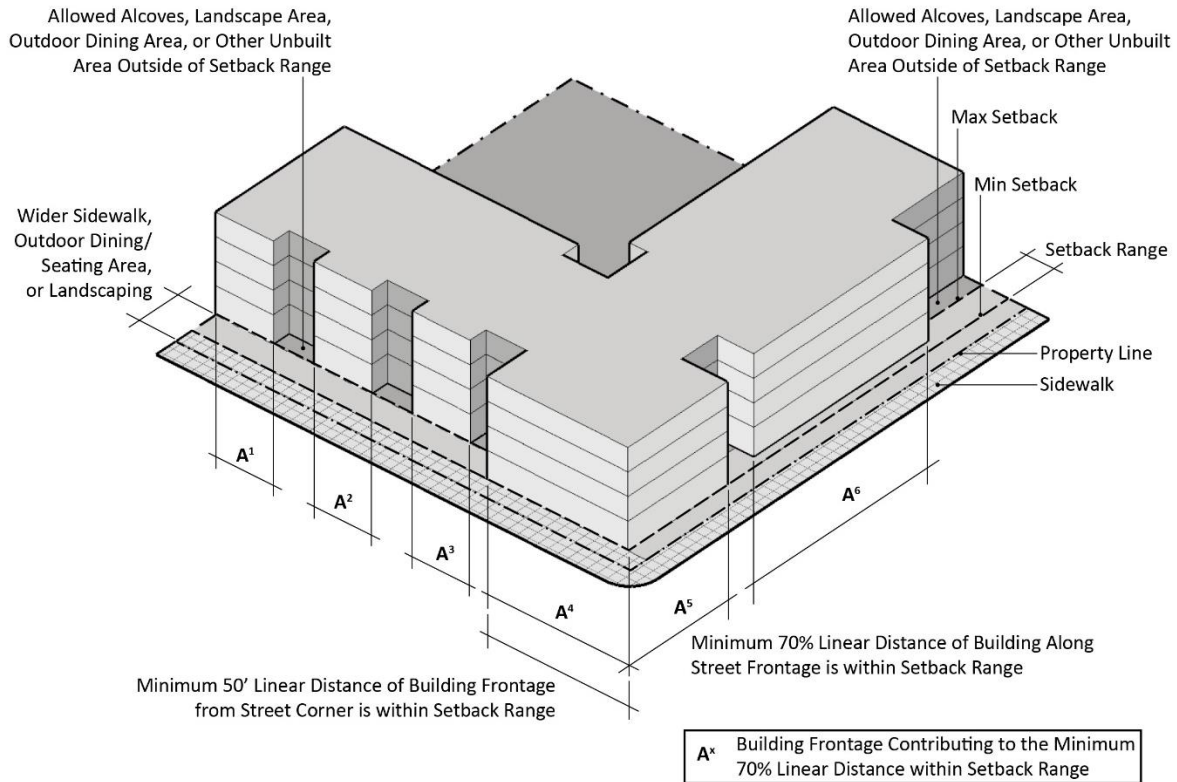 Allowed Alcoves, Landscape Area,
Outdoor Dining Area, or Other Unbuilt
Area Outside of Setback Range
Allowed Alcoves, Landscape Area,
Outdoor Dining Area, or Other Unbuilt
Area Outside of Setback Range
Max Setback
Min Setback
Wider Sidewalk,
Outdoor Dining/
Seating Area,
or Landscaping
Setback Range
Property Line
Sidewalk
A¹
A²
A³
A⁴
A⁵
A⁶
Minimum 70% Linear Distance of Building Along
Street Frontage is within Setback Range
Minimum 50’ Linear Distance of Building Frontage
from Street Corner is within Setback Range
Aˣ Building Frontage Contributing to the Minimum
70% Linear Distance within Setback Range